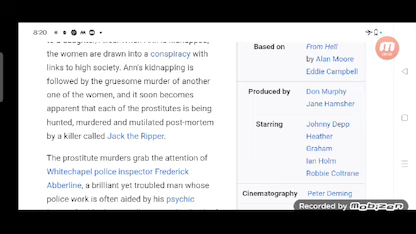 8:20
the women are drawn into a conspiracy with
links to high society. Ann's kidnapping is
followed by the gruesome murder of another
one of the women, and it soon becomes
apparent that each of the prostitutes is being
hunted, murdered and mutilated post-mortem
by a killer called Jack the Ripper.
The prostitute murders grab the attention of
Whitechapel police inspector Frederick
Abberline, a brilliant yet troubled man whose
police work is often aided by his psychic
Based on
From Hell
by Alan Moore
Eddie Campbell
Produced by
Don Murphy
Jane Hamsher
Starring
Johnny Depp
Heather
Graham
Ian Holm
Robbie Coltrane
Cinematography
Peter Deming
Recorded by Mobizen